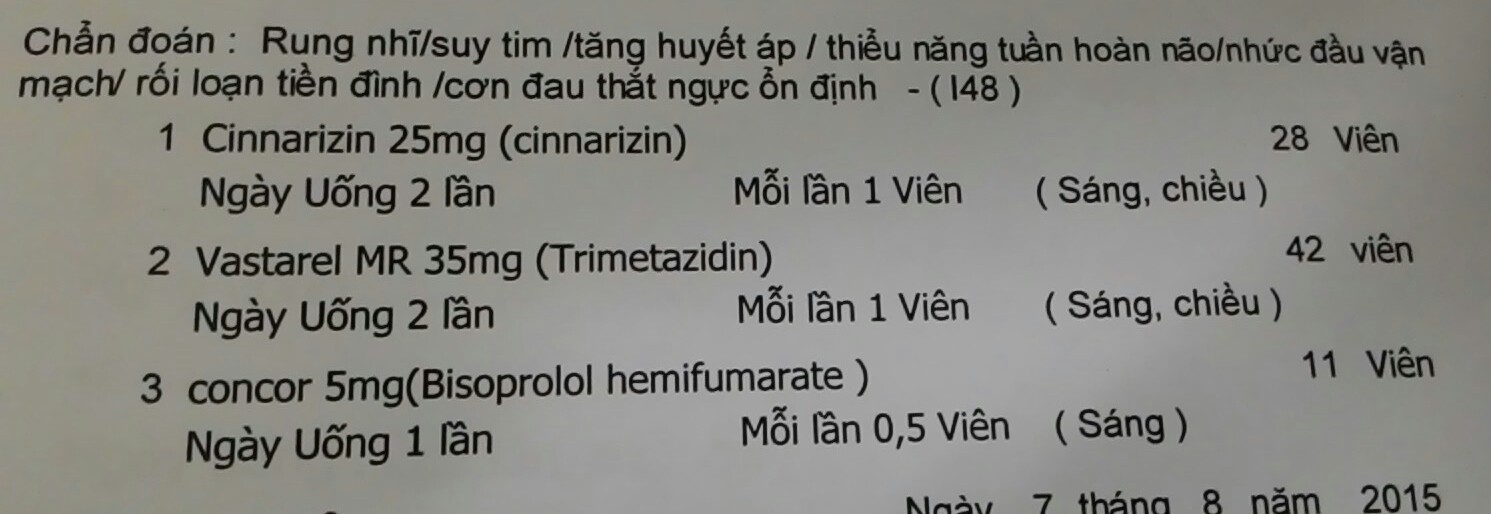 Chẩn đoán : Rung nhĩ/suy tim /tăng huyết áp / thiểu năng tuần hoàn não/nhức đầu vận
mạch/ rối loạn tiền đình /cơn đau thắt ngực ổn định - ( I48 )
1 Cinnarizin 25mg (cinnarizin) 28 Viên
Ngày Uống 2 lần Mỗi lần 1 Viên ( Sáng, chiều )
2 Vastarel MR 35mg (Trimetazidin) 42 viên
Ngày Uống 2 lần Mỗi lần 1 Viên ( Sáng, chiều )
3 concor 5mg(Bisoprolol hemifumarate ) 11 Viên
Ngày Uống 1 lần Mỗi lần 0,5 Viên ( Sáng )
Ngày 7 tháng 8 năm 2015